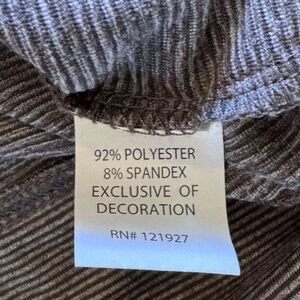 92% POLYESTER
8% SPANDEX
EXCLUSIVE OF
DECORATION
RN# 121927